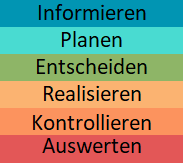 Informieren
Planen
Entscheiden
Realisieren
Kontrollieren
Auswerten